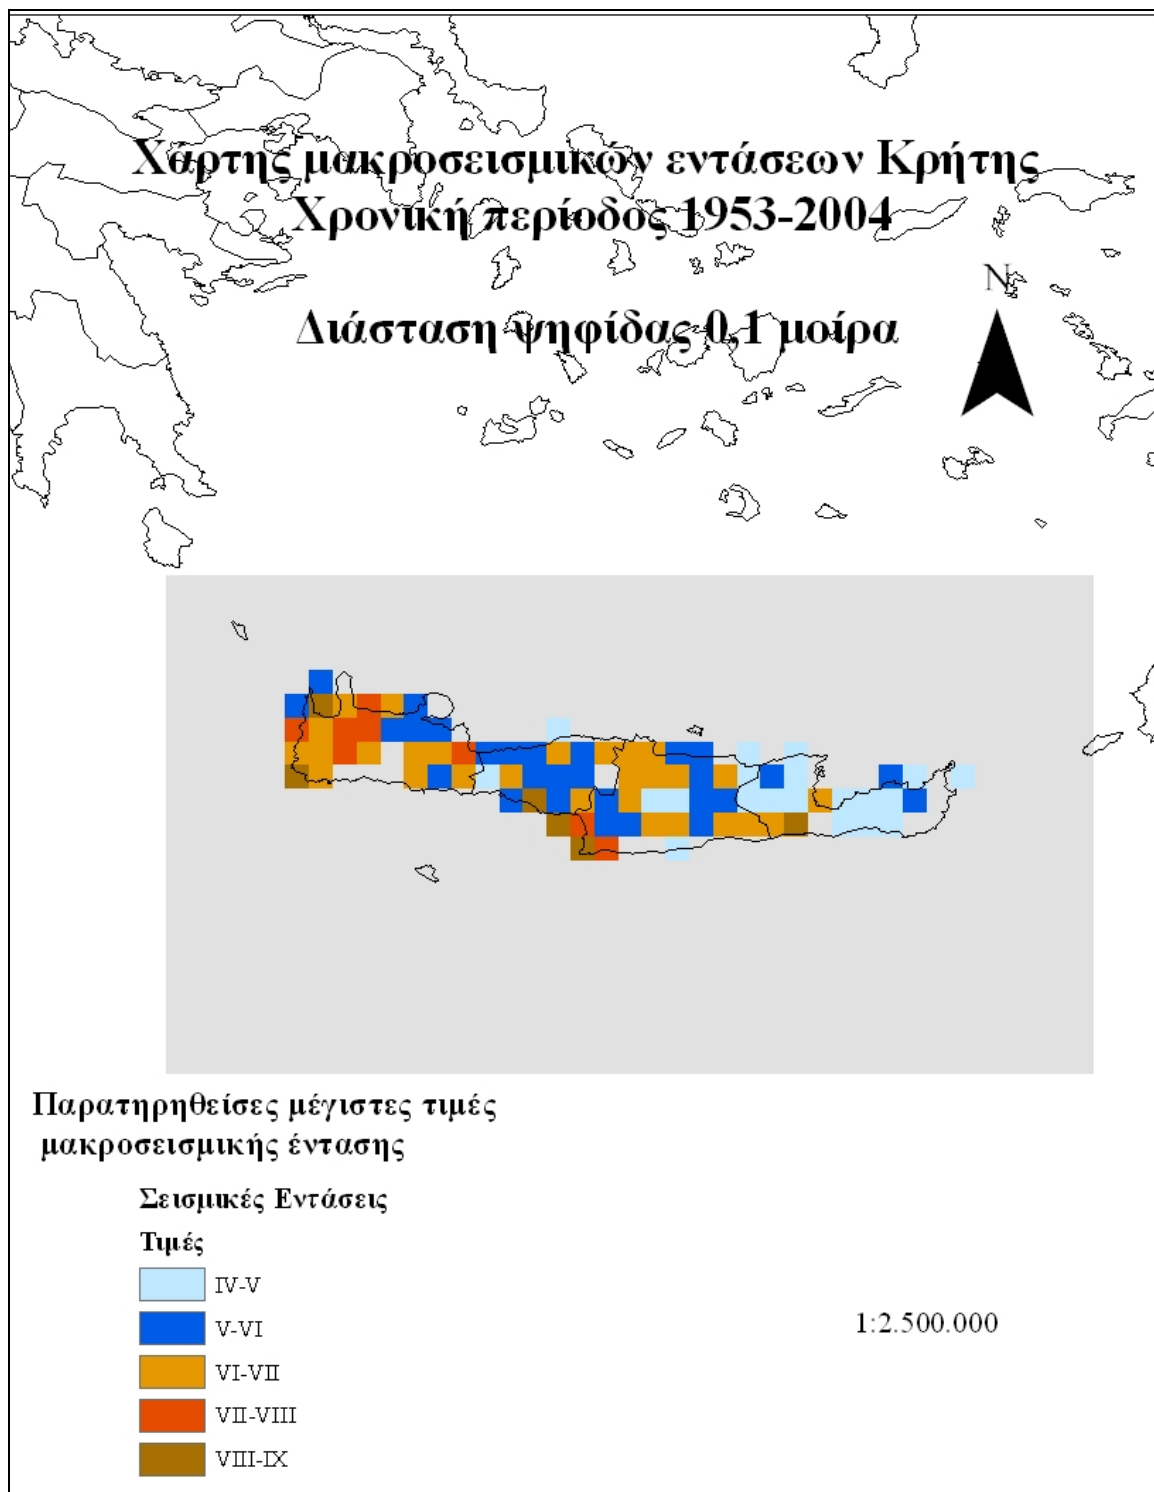 Χάρτης μακροσεισμικών εντάσεων Κρήτης
Χρονική περίοδος 1953-2004
N
Διάσταση ψηφίδας 0,1 μοίρα
Παρατηρηθείσες μέγιστες τιμές
μακροσεισμικής έντασης
Σεισμικές Εντάσεις
Τιμές
IV-V
V-VI
VI-VII
VII-VIII
VIII-IX
1:2.500.000